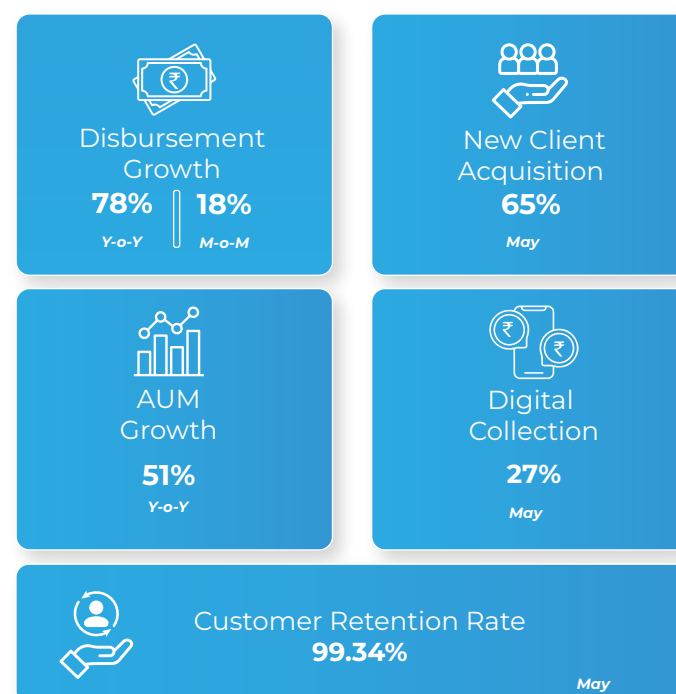 Disbursement
Growth
78% 18%
Y-o-Y M-o-M
New Client
Acquisition
65%
May
AUM
Growth
51%
Y-o-Y
₹
₹
₹
Digital
Collection
27%
May
Customer Retention Rate
99.34%
May